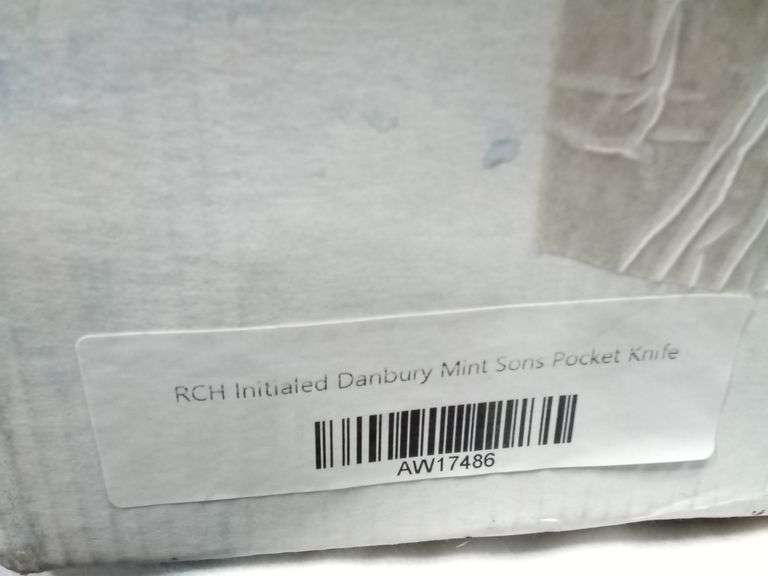 RCH Initialed Danbury Mint Sons Pocket Knife
AW17486